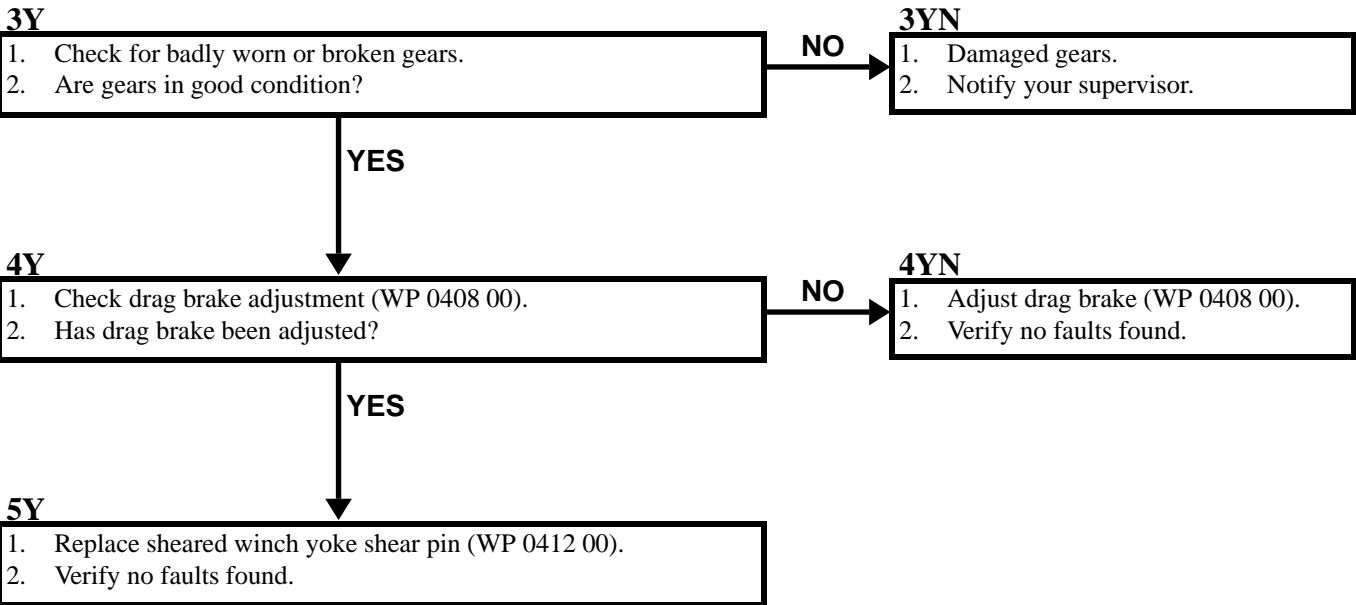 3Y
1. Check for badly worn or broken gears.
2. Are gears in good condition?
NO
3YN
1. Damaged gears.
2. Notify your supervisor.
YES
4Y
1. Check drag brake adjustment (WP 0408 00).
2. Has drag brake been adjusted?
NO
4YN
1. Adjust drag brake (WP 0408 00).
2. Verify no faults found.
YES
5Y
1. Replace sheared winch yoke shear pin (WP 0412 00).
2. Verify no faults found.